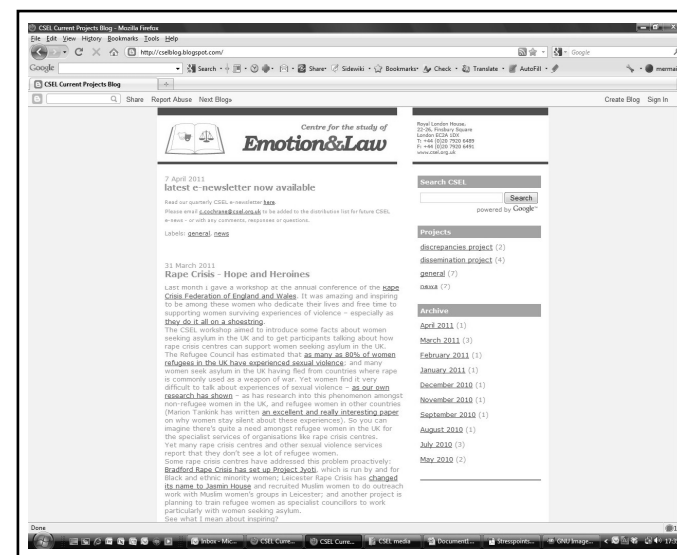 CSEL Current Projects Blog - Mozilla Firefox
File Edit View History Bookmarks Tools Help
http://cselblog.blogspot.com/
Google
Google Search Share Sidewiki Bookmarks Check Translate AutoFill
CSEL Current Projects Blog
Share Report Abuse Next Blog» Create Blog Sign In
Centre for the study of
Emotion&Law
Royal London House,
22-26, Finsbury Square
London EC2A 1DX
T: +44 (0)20 7920 6489
F: +44 (0)20 7920 6491
www.csel.org.uk
7 April 2011
latest e-newsletter now available
Read our quarterly CSEL e-newsletter here.
Please email c.cochrane@csel.org.uk to be added to the distribution list for future CSEL
e-news - or with any comments, responses or questions.
Labels: general, news
31 March 2011
Rape Crisis - Hope and Heroines
Last month I gave a workshop at the annual conference of the Rape
Crisis Federation of England and Wales. It was amazing and inspiring
to be among these women who dedicate their lives and free time to
supporting women surviving experiences of violence – especially as
they do it all on a shoestring.
The CSEL workshop aimed to introduce some facts about women
seeking asylum in the UK and to get participants talking about how
rape crisis centres can support women seeking asylum in the UK.
The Refugee Council has estimated that as many as 80% of women
refugees in the UK have experienced sexual violence; and many
women seek asylum in the UK having fled from countries where rape
is commonly used as a weapon of war. Yet women find it very
difficult to talk about experiences of sexual violence – as our own
research has shown – as has research into this phenomenon amongst
non-refugee women in the UK, and refugee women in other countries
(Marion Tankink has written an excellent and really interesting paper
on why women stay silent about these experiences). So you can
imagine there's quite a need amongst refugee women in the UK for
the specialist services of organisations like rape crisis centres.
Yet many rape crisis centres and other sexual violence services
report that they don't see a lot of refugee women.
Some rape crisis centres have addressed this problem proactively:
Bradford Rape Crisis has set up Project Jyoti, which is run by and for
Black and ethnic minority women; Leicester Rape Crisis has changed
its name to Jasmin House and recruited Muslim women to do outreach
work with Muslim women's groups in Leicester; and another project is
planning to train refugee women as specialist councillors to work
particularly with women seeking asylum.
See what I mean about inspiring?
Search CSEL
Search
powered by Google™
Projects
discrepancies project (2)
dissemination project (4)
general (7)
news (7)
Archive
April 2011 (1)
March 2011 (3)
February 2011 (1)
January 2011 (1)
December 2010 (1)
November 2010 (1)
September 2010 (1)
August 2010 (1)
July 2010 (3)
May 2010 (2)
Done
Inbox - Mic... CSEL Curre... CSEL Curre... CSEL media Document1... Stresspoints... GNU Image...